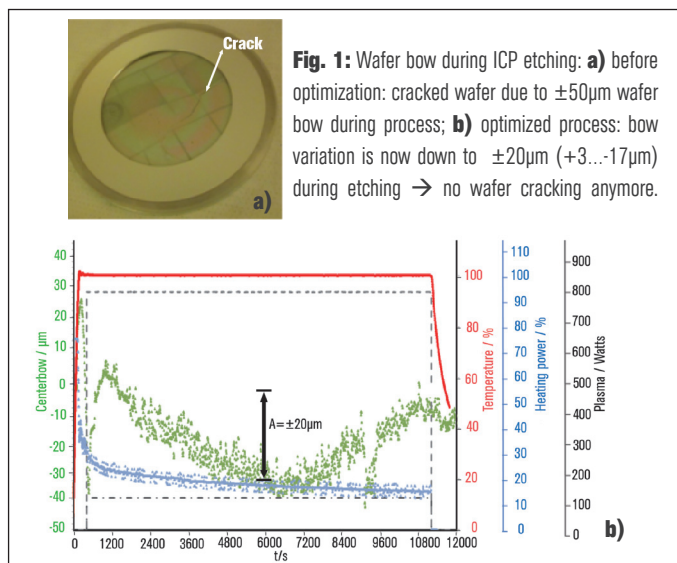 Crack
a)
Fig. 1: Wafer bow during ICP etching: a) before
optimization: cracked wafer due to ±50µm wafer
bow during process; b) optimized process: bow
variation is now down to ±20µm (+3...-17µm)
during etching → no wafer cracking anymore.
40
30
20
10
0
-10
-20
-30
-40
-50
Centerbow / µm
A=±20µm
0 1200 2400 3600 4800 6000 7200 8400 9600 10800 12000
t/s
100
80
60
40
20
0
Temperature / %
110
100
90
80
70
60
50
40
30
20
10
0
Heating power / %
900
800
700
600
500
400
300
200
100
0
Plasma / Watts
b)